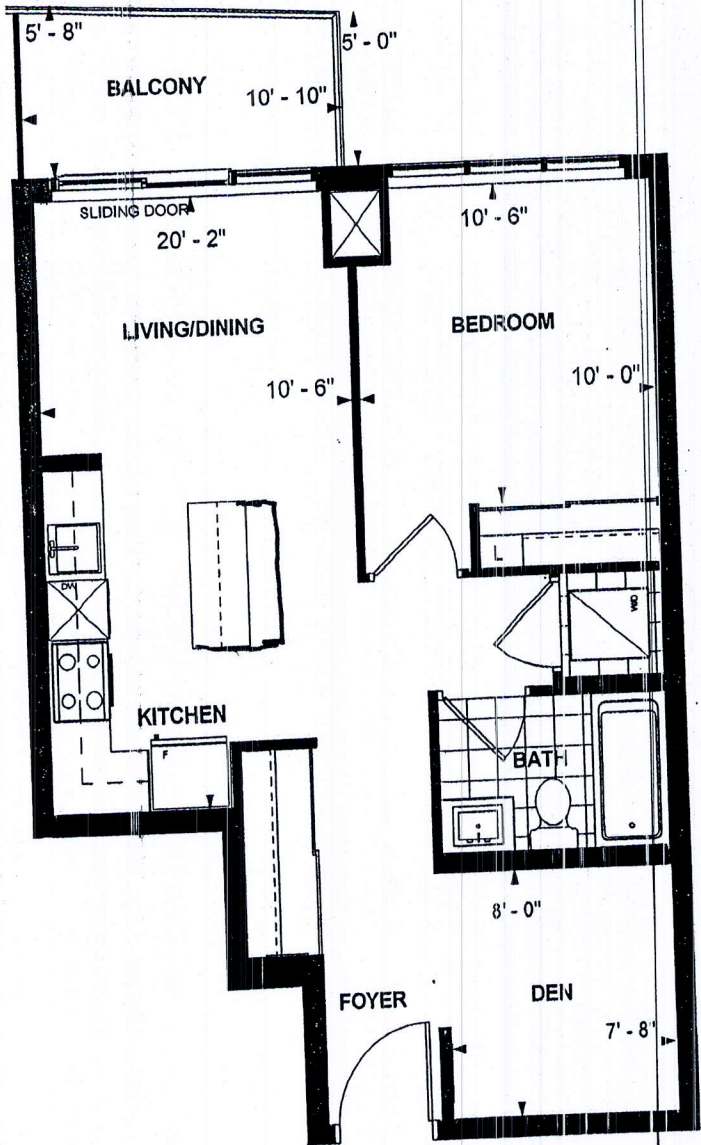 5' - 8"
5' - 0"
BALCONY
10' - 10"
SLIDING DOOR
20' - 2"
10' - 6"
LIVING/DINING
BEDROOM
10' - 6"
10' - 0"
L
DW
W/D
KITCHEN
F
BATH
8' - 0"
FOYER
DEN
7' - 8"